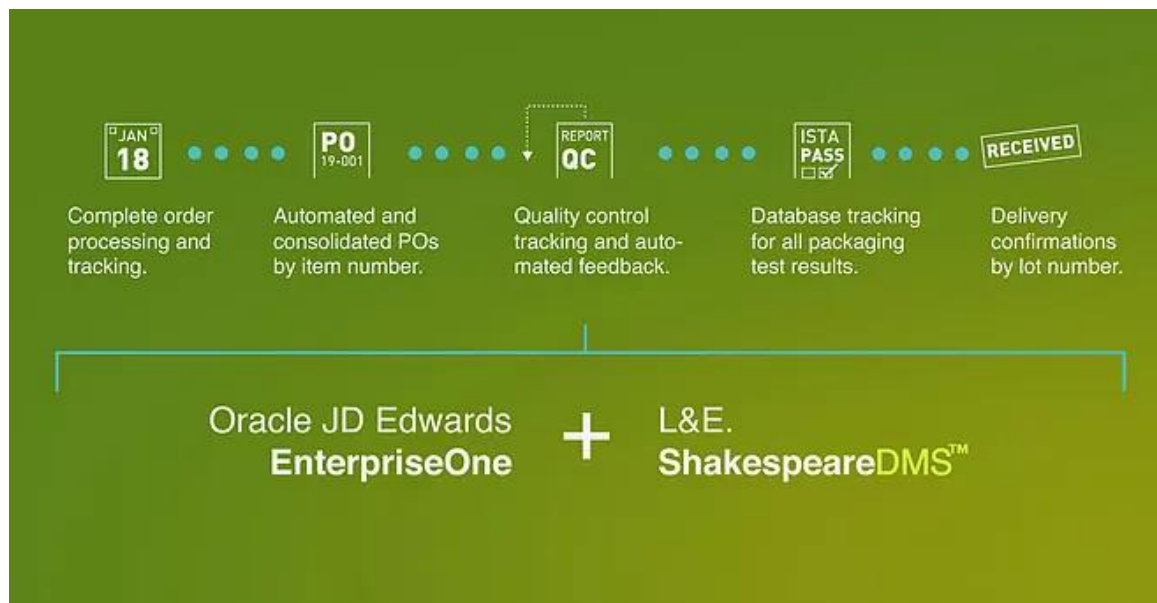 JAN
18
PO
19-001
REPORT
QC
ISTA
PASS
RECEIVED
Complete order
processing and
tracking.
Automated and
consolidated POs
by item number.
Quality control
tracking and auto-
mated feedback.
Database tracking
for all packaging
test results.
Delivery
confirmations
by lot number.
Oracle JD Edwards
EnterpriseOne
+
L&E.
ShakespeareDMS™